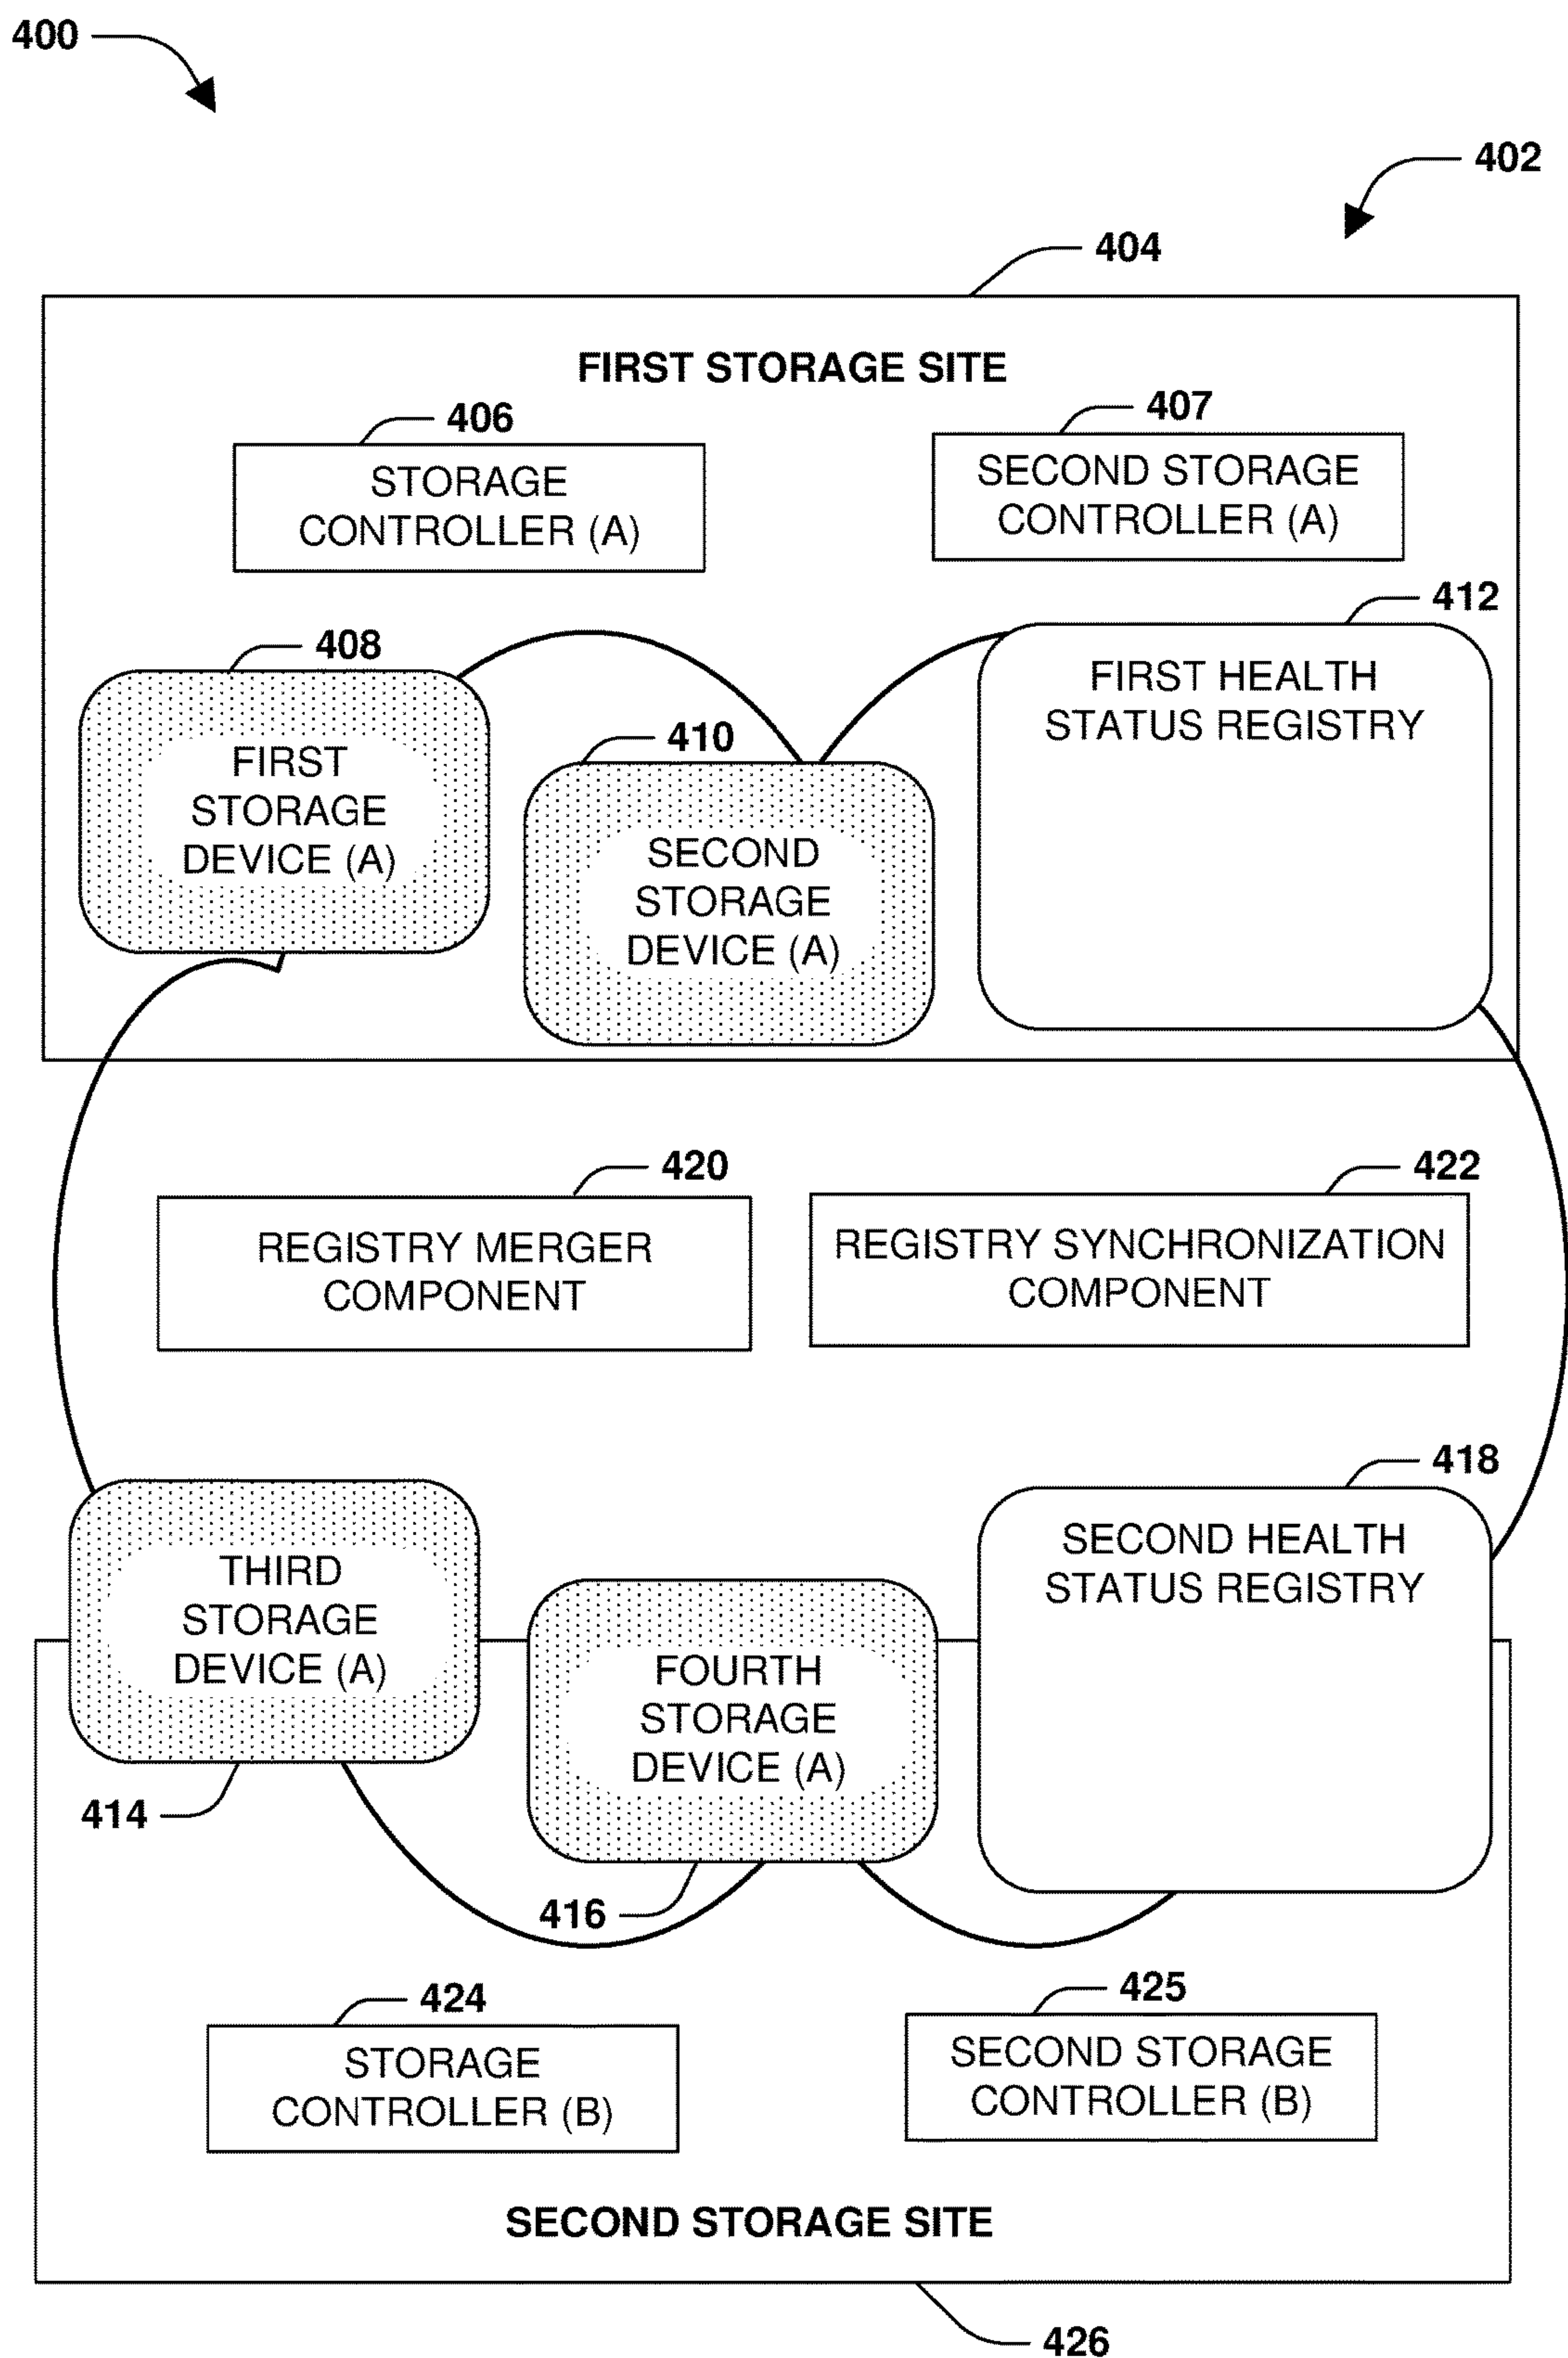 400
402
404
FIRST STORAGE SITE
406
407
STORAGE
CONTROLLER (A)
SECOND STORAGE
CONTROLLER (A)
408
410
412
FIRST
STORAGE
DEVICE (A)
SECOND
STORAGE
DEVICE (A)
FIRST HEALTH
STATUS REGISTRY
420
422
REGISTRY MERGER
COMPONENT
REGISTRY SYNCHRONIZATION
COMPONENT
418
THIRD
STORAGE
DEVICE (A)
FOURTH
STORAGE
DEVICE (A)
SECOND HEALTH
STATUS REGISTRY
414
416
424
425
STORAGE
CONTROLLER (B)
SECOND STORAGE
CONTROLLER (B)
SECOND STORAGE SITE
426